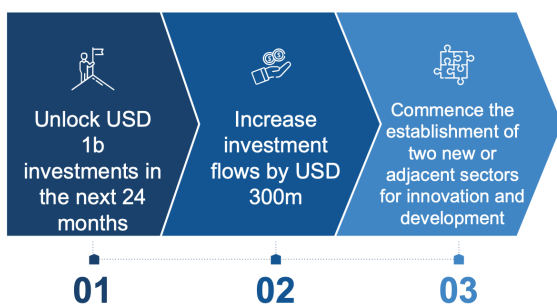 Unlock USD
1b
investments in
the next 24
months
Increase
investment
flows by USD
300m
Commence the
establishment of
two new or
adjacent sectors
for innovation and
development
01
02
03